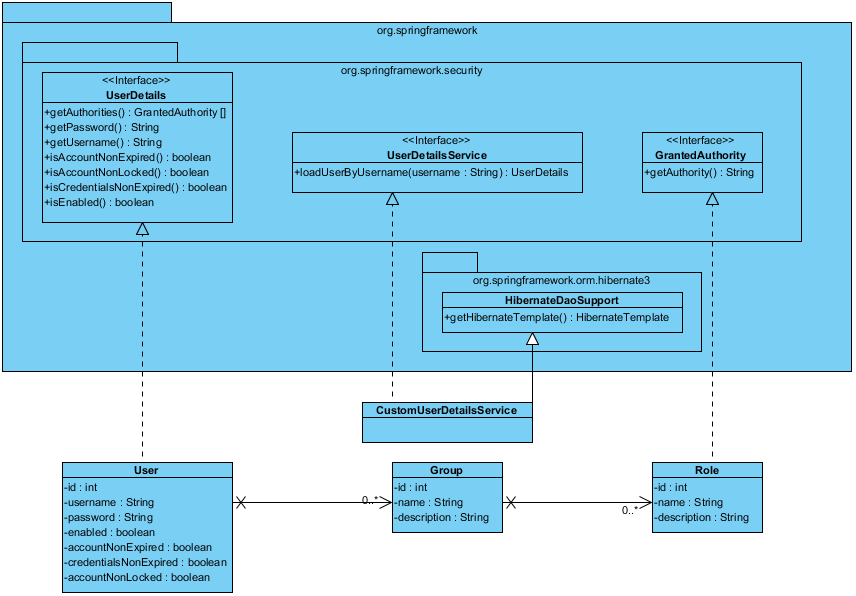 org.springframework
org.springframework.security
<<Interface>>
UserDetails
+getAuthorities() : GrantedAuthority []
+getPassword() : String
+getUsername() : String
+isAccountNonExpired() : boolean
+isAccountNonLocked() : boolean
+isCredentialsNonExpired() : boolean
+isEnabled() : boolean
<<Interface>>
UserDetailsService
+loadUserByUsername(username : String) : UserDetails
<<Interface>>
GrantedAuthority
+getAuthority() : String
org.springframework.orm.hibernate3
HibernateDaoSupport
+getHibernateTemplate() : HibernateTemplate
CustomUserDetailsService
User
-id : int
-username : String
-password : String
-enabled : boolean
-accountNonExpired : boolean
-credentialsNonExpired : boolean
-accountNonLocked : boolean
0..*
Group
-id : int
-name : String
-description : String
0..*
Role
-id : int
-name : String
-description : String